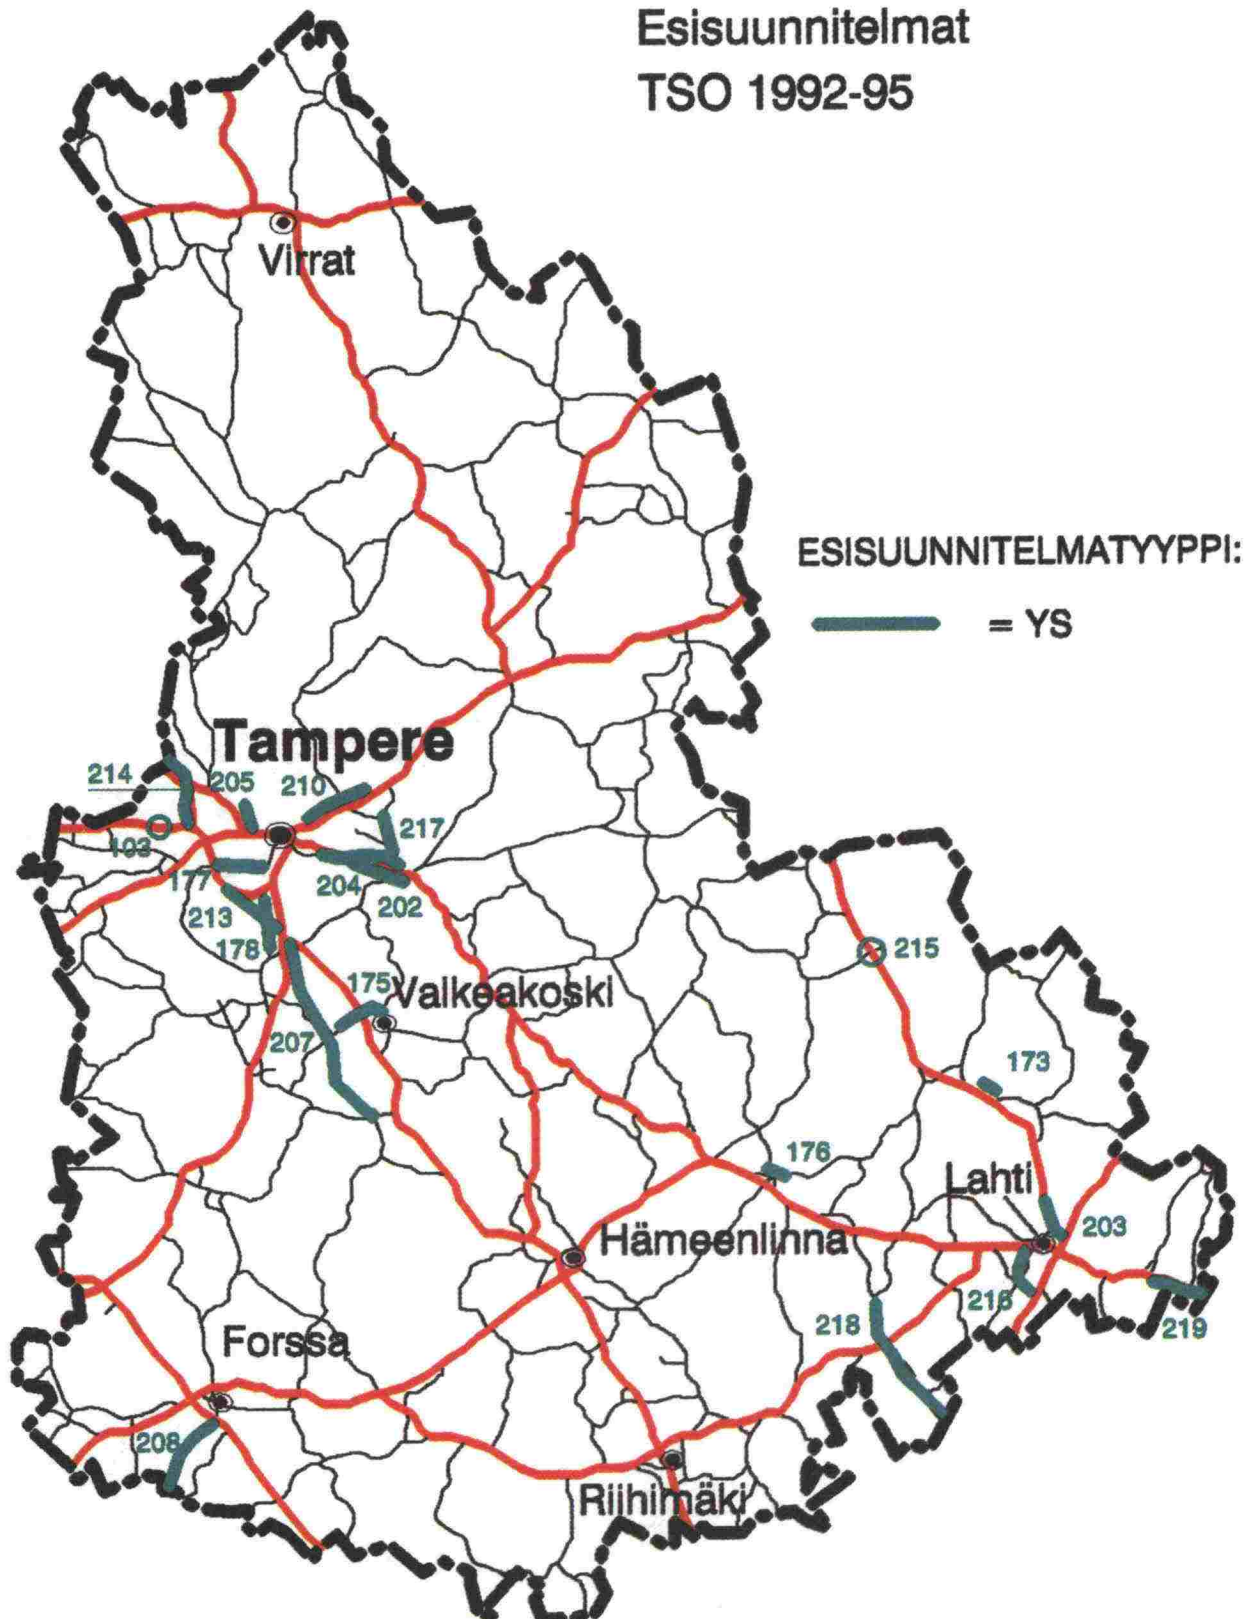 Esisuunnitelmat
TSO 1992-95
Virrat
ESISUUNNITELMATYYPPI:
= YS
Tampere
214
205
210
103
217
177
204
202
213
178
215
175
Valkeakoski
207
173
176
Lahti
203
Hämeenlinna
216
218
219
Forssa
208
Riihimäki